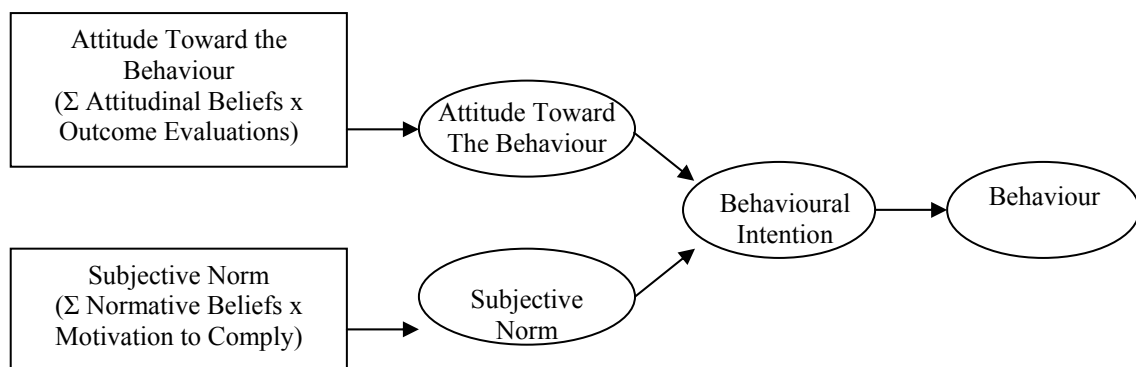 Attitude Toward the
Behaviour
(Σ Attitudinal Beliefs x
Outcome Evaluations)
Attitude Toward
The Behaviour
Behavioural
Intention
Behaviour
Subjective Norm
(Σ Normative Beliefs x
Motivation to Comply)
Subjective
Norm